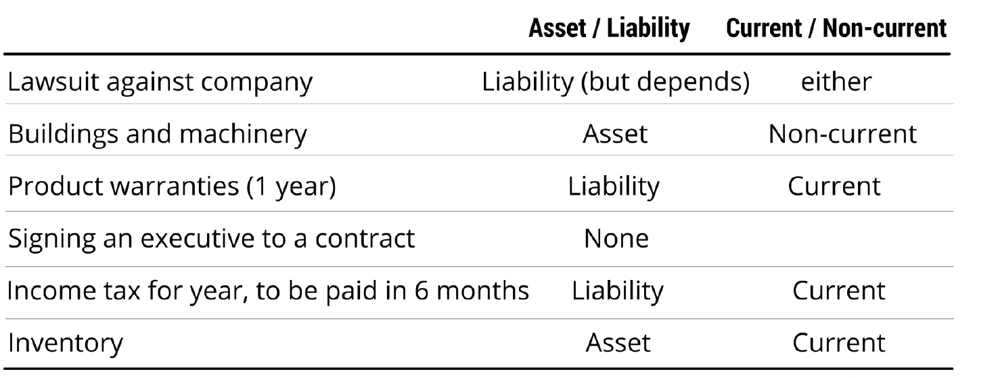 Asset / Liability Current / Non-current
Lawsuit against company Liability (but depends) either
Buildings and machinery Asset Non-current
Product warranties (1 year) Liability Current
Signing an executive to a contract None
Income tax for year, to be paid in 6 months Liability Current
Inventory Asset Current